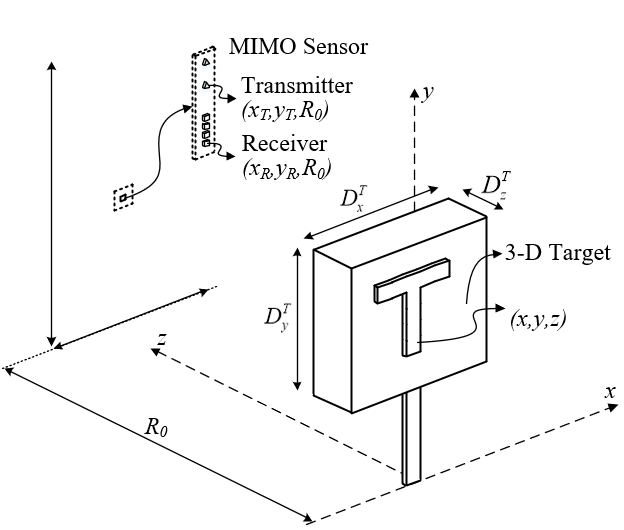 MIMO Sensor
Transmitter
(x_T,y_T,R_0)
Receiver
(x_R,y_R,R_0)
y
D_x^T
D_z^T
3-D Target
D_y^T
(x,y,z)
z
x
R_0
T